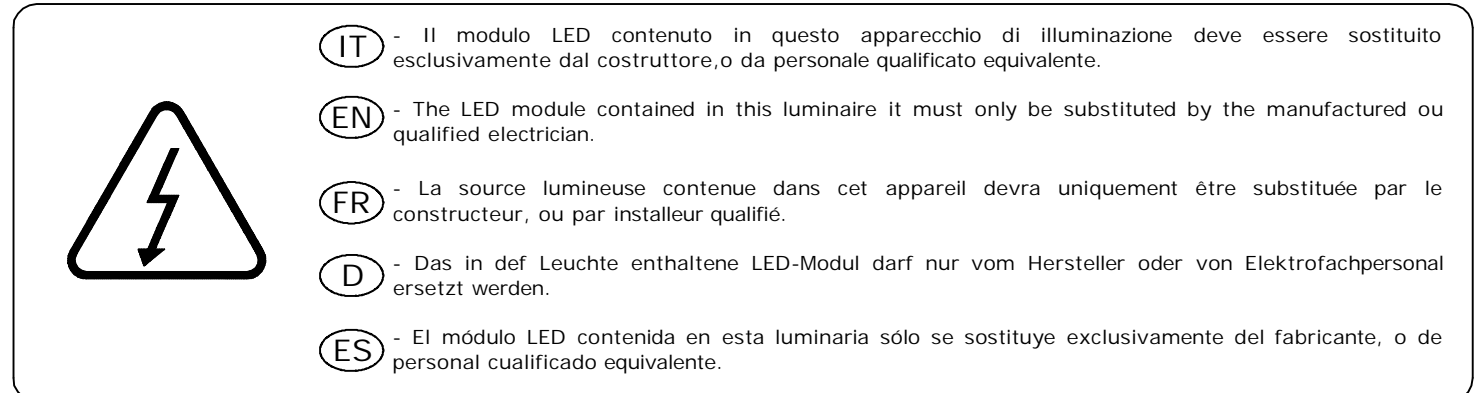 IT - Il modulo LED contenuto in questo apparecchio di illuminazione deve essere sostituito
esclusivamente dal costruttore,o da personale qualificato equivalente.
EN - The LED module contained in this luminaire it must only be substituted by the manufactured ou
qualified electrician.
FR - La source lumineuse contenue dans cet appareil devra uniquement être substituée par le
constructeur, ou par installeur qualifié.
D - Das in def Leuchte enthaltene LED-Modul darf nur vom Hersteller oder von Elektrofachpersonal
ersetzt werden.
ES - El módulo LED contenida en esta luminaria sólo se sostituye exclusivamente del fabricante, o de
personal cualificado equivalente.